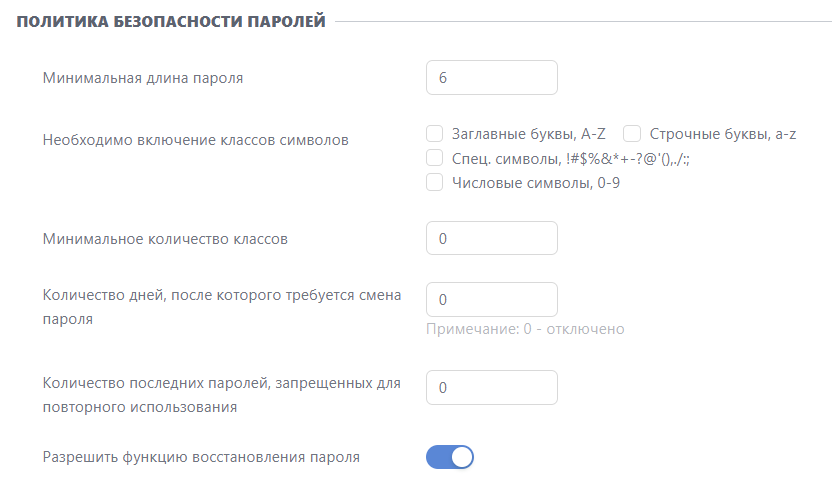 ПОЛИТИКА БЕЗОПАСНОСТИ ПАРОЛЕЙ
Минимальная длина пароля
6
Необходимо включение классов символов
Заглавные буквы, A-Z
Строчные буквы, a-z
Спец. символы, !#$%&*+-?@'(),./:;
Числовые символы, 0-9
Минимальное количество классов
0
Количество дней, после которого требуется смена
пароля
0
Примечание: 0 - отключено
Количество последних паролей, запрещенных для
повторного использования
0
Разрешить функцию восстановления пароля